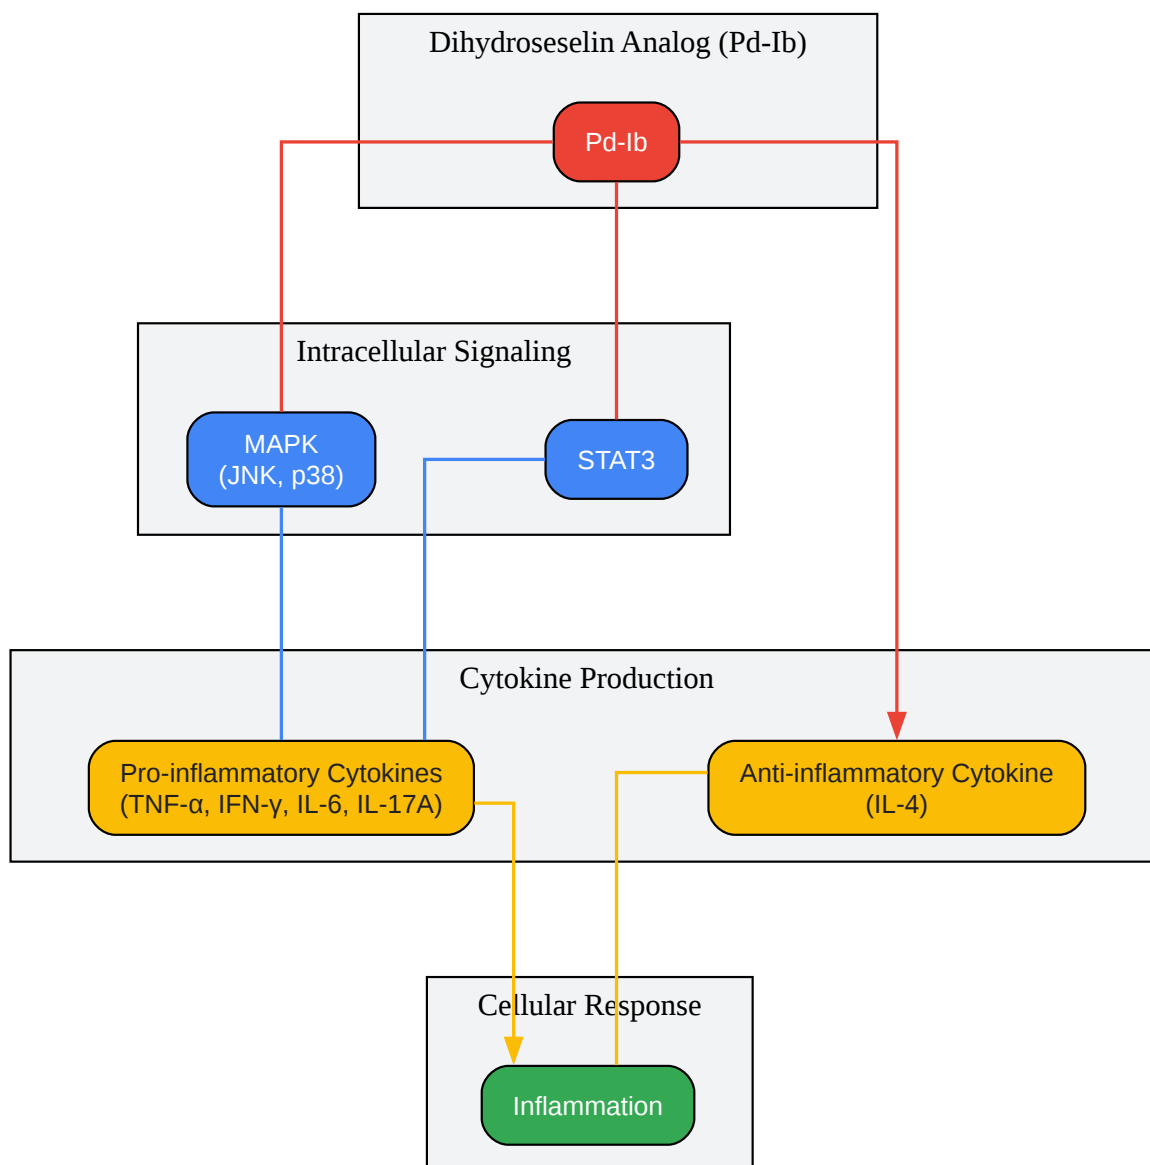 Dihydroseselin Analog (Pd-Ib)
Pd-Ib
Intracellular Signaling
MAPK
(JNK, p38)
STAT3
Cytokine Production
Pro-inflammatory Cytokines
(TNF-α, IFN-γ, IL-6, IL-17A)
Anti-inflammatory Cytokine
(IL-4)
Cellular Response
Inflammation